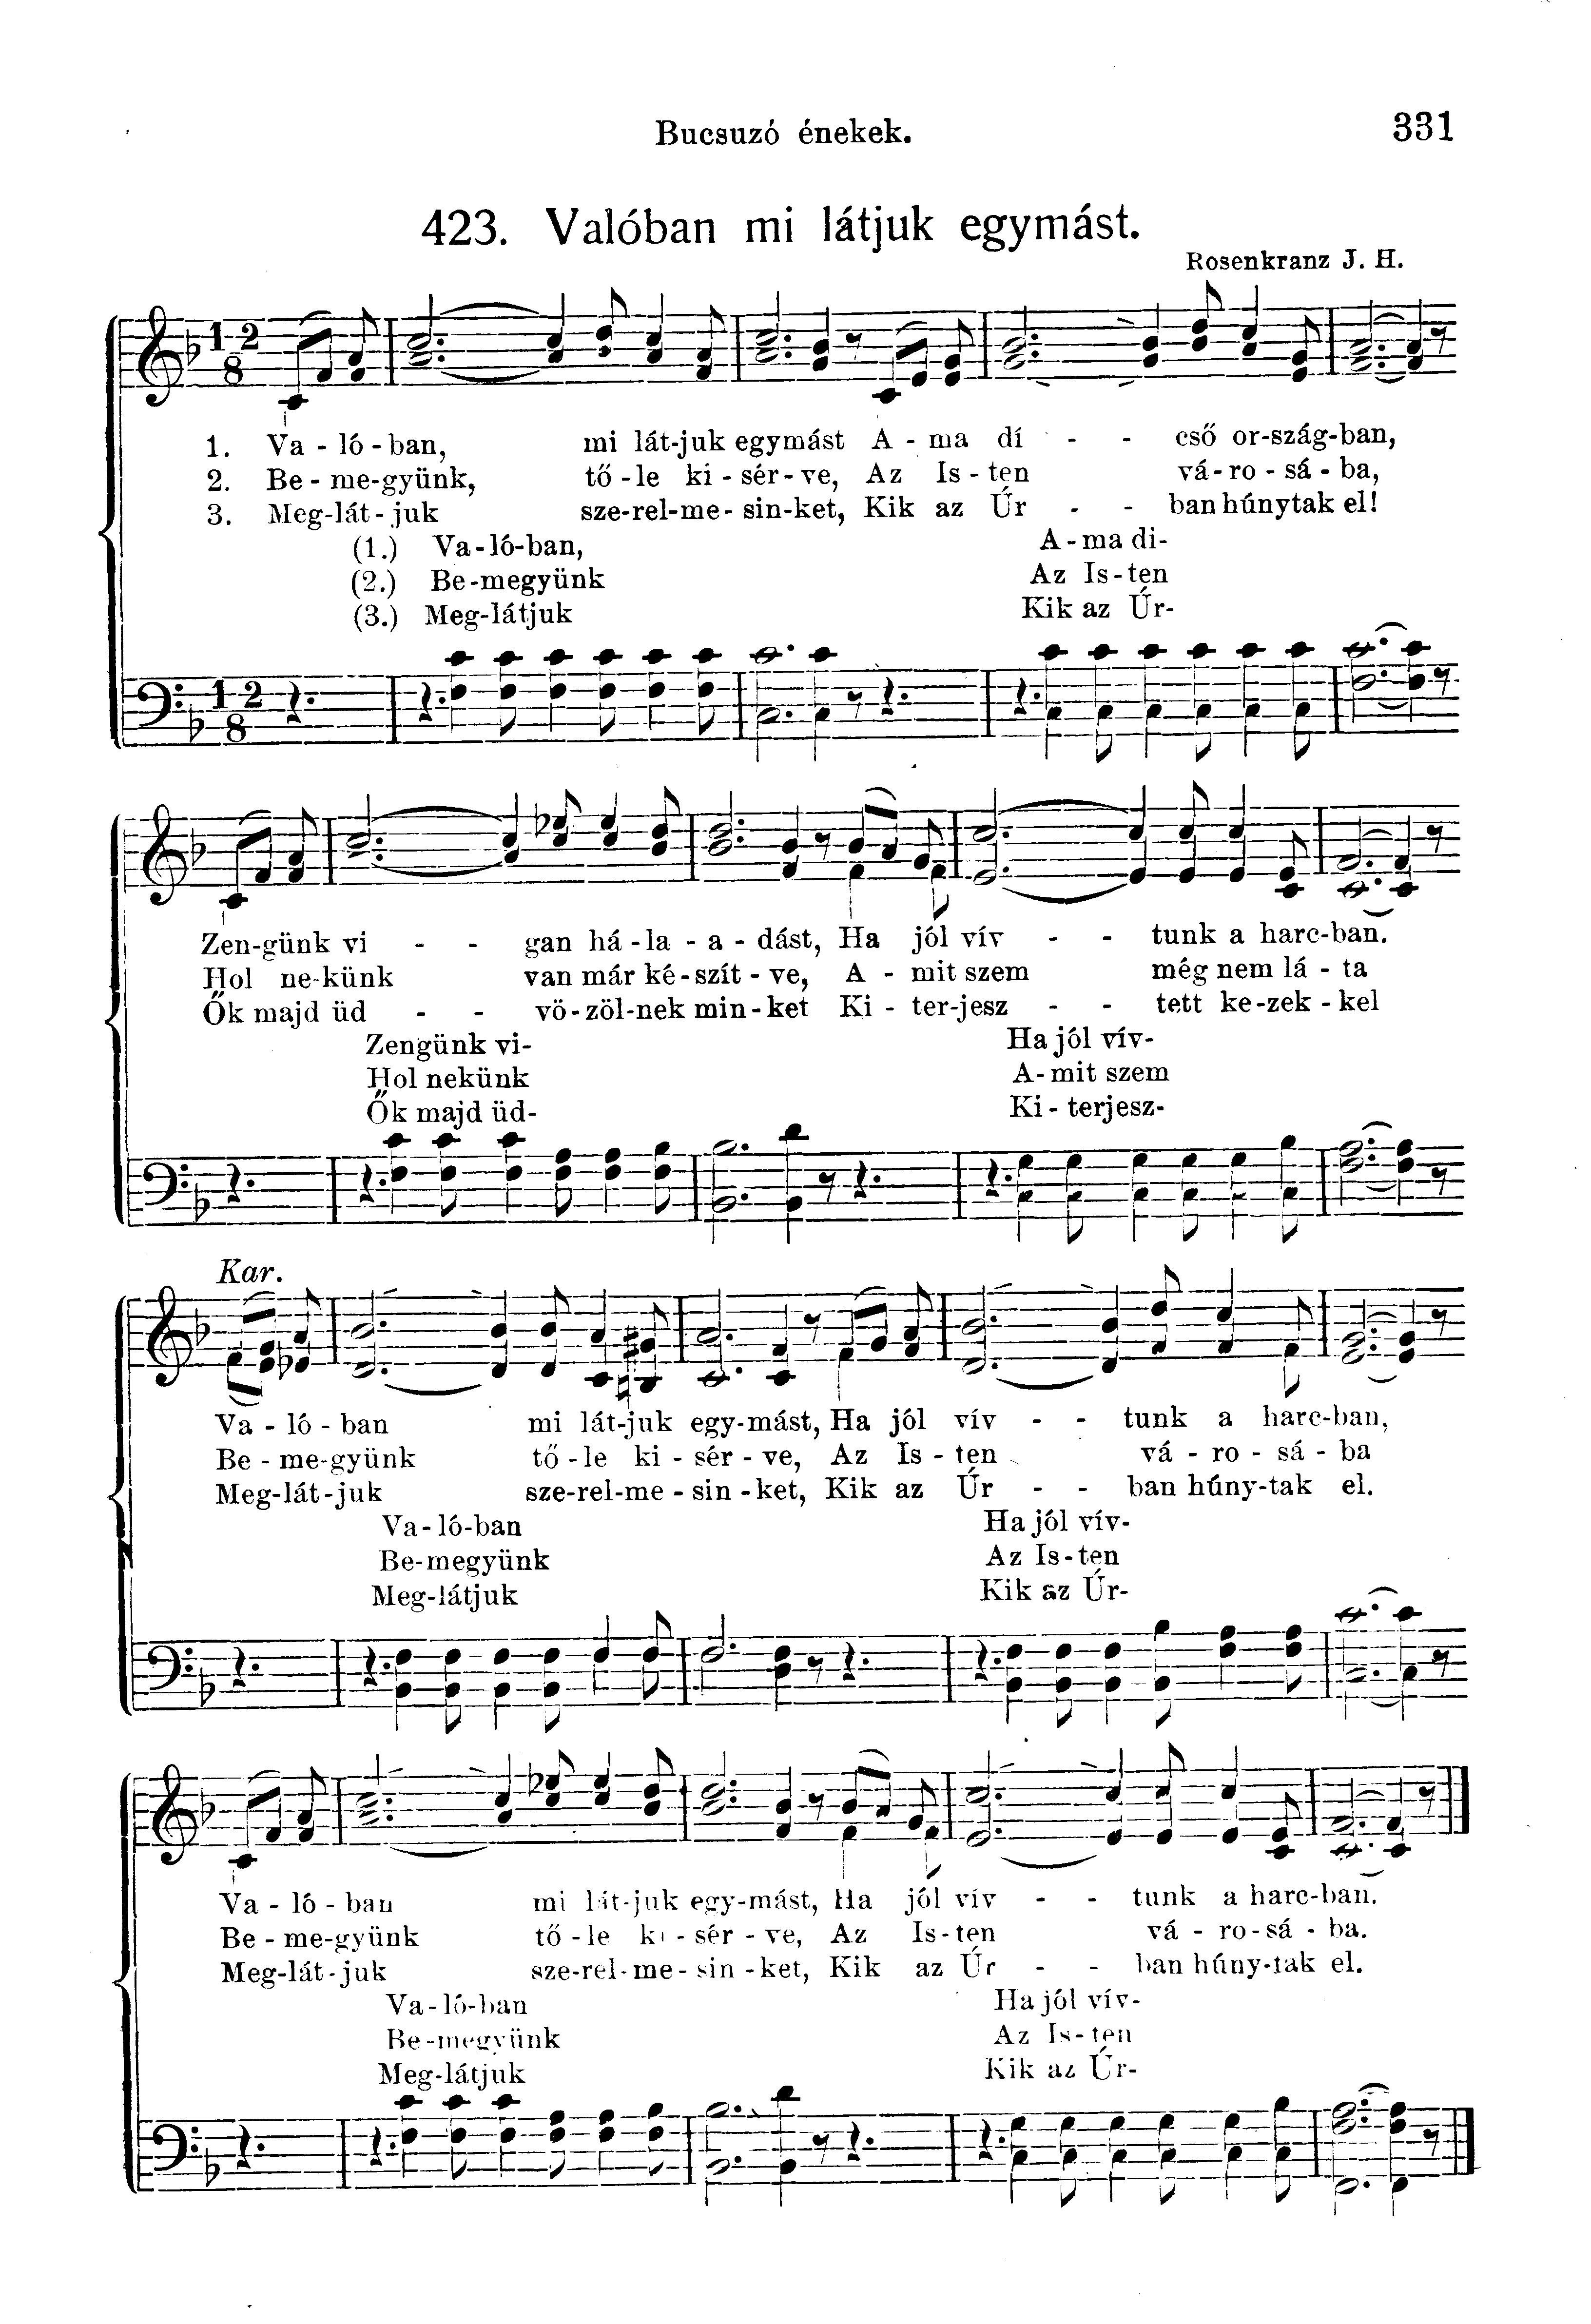 Bucsuzó énekek. 331
423. Valóban mi látjuk egymást.
Rosenkranz J. H.
1. Va - ló - ban, mi lát-juk egymást A - ma dí - - cső or-szág-ban,
2. Be - me-gyünk, tő - le ki - sér - ve, Az Is - ten vá - ro - sá - ba,
3. Meg-lát - juk sze-rel-me- sin-ket, Kik az Úr - - ban húnytak el!
(1.) Va - ló-ban, A - ma di-
(2.) Be -megyünk Az Is - ten
(3.) Meg-látjuk Kik az Úr-
Zen-günk vi - - gan há - la - a - dást, Ha jól vív - - tunk a harc-ban.
Hol ne-künk van már ké - szít - ve, A - mit szem még nem lá - ta
Ők majd üd - - vö-zöl-nek min-ket Ki - ter-jesz - - tett ke-zek - kel
Zengünk vi- Ha jól vív-
Hol nekünk A- mit szem
Ők majd üd- Ki - terjesz-
Kar.
Va - ló - ban mi lát-juk egy-mást, Ha jól vív - - tunk a harc-ban,
Be - me-gyünk tő - le ki - sér - ve, Az Is - ten vá - ro - sá - ba
Meg-lát - juk sze-rel-me - sin - ket, Kik az Úr - - ban húny-tak el.
Va - ló-ban Ha jól vív-
Be-megyünk Az Is - ten
Meg-látjuk Kik az Úr-
Va - ló - ban mi lát-juk egy-mást, Ha jól vív - - tunk a harc-ban.
Be - me-gyünk tő - le ki - sér - ve, Az Is - ten vá - ro - sá - ba.
Meg-lát - juk sze-rel-me- sin - ket, Kik az Úr - - ban húny-tak el.
Va - ló-ban Ha jól vív-
Be -megyünk Az Is - ten
Meg-látjuk Kik az Úr-